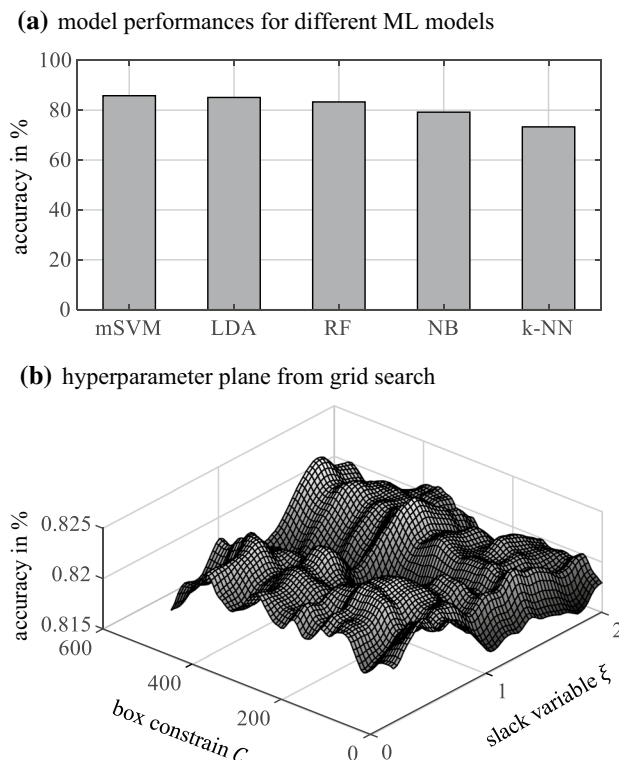 (a) model performances for different ML models
100
80
60
40
20
0
accuracy in %
mSVM LDA RF NB k-NN
(b) hyperparameter plane from grid search
0.825
0.82
0.815
accuracy in %
600
400
200
0
box constrain C
0
1
2
slack variable ξ